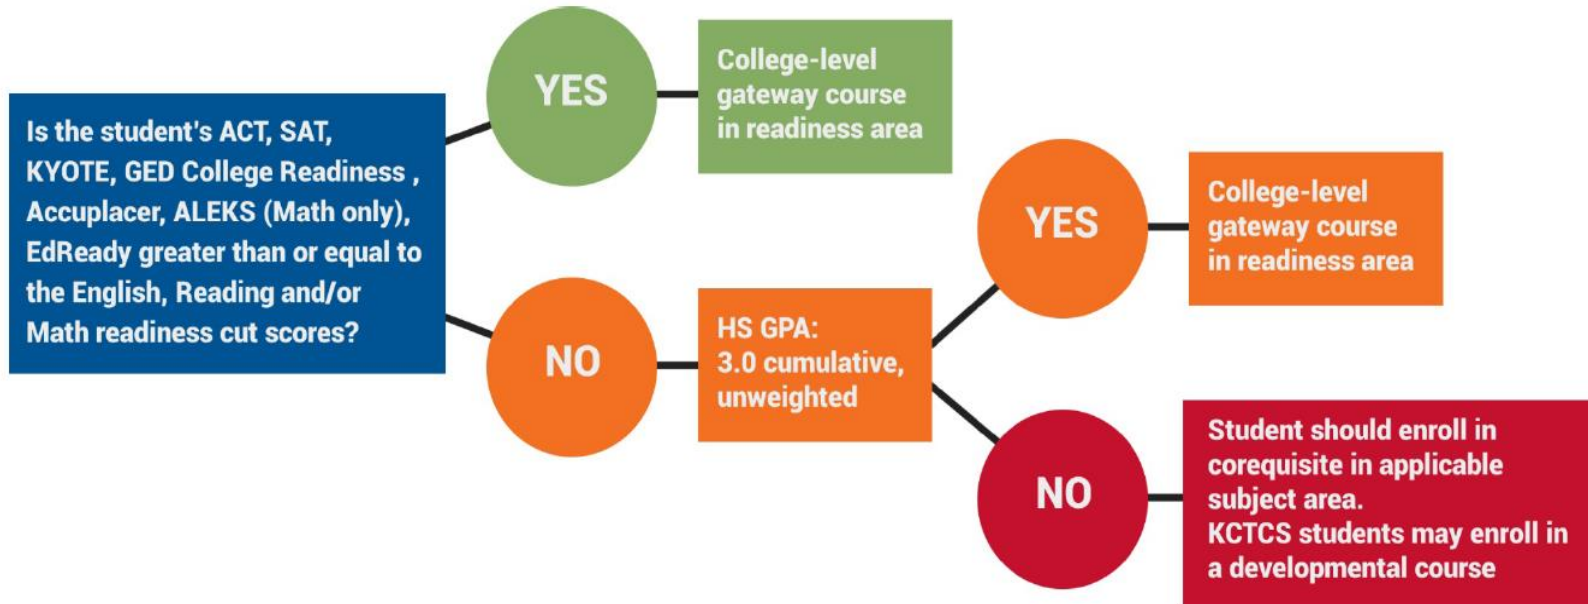 Is the student's ACT, SAT,
KYOTE, GED College Readiness ,
Accuplacer, ALEKS (Math only),
EdReady greater than or equal to
the English, Reading and/or
Math readiness cut scores?
YES
College-level
gateway course
in readiness area
NO
HS GPA:
3.0 cumulative,
unweighted
YES
College-level
gateway course
in readiness area
NO
Student should enroll in
corequisite in applicable
subject area.
KCTCS students may enroll in
a developmental course